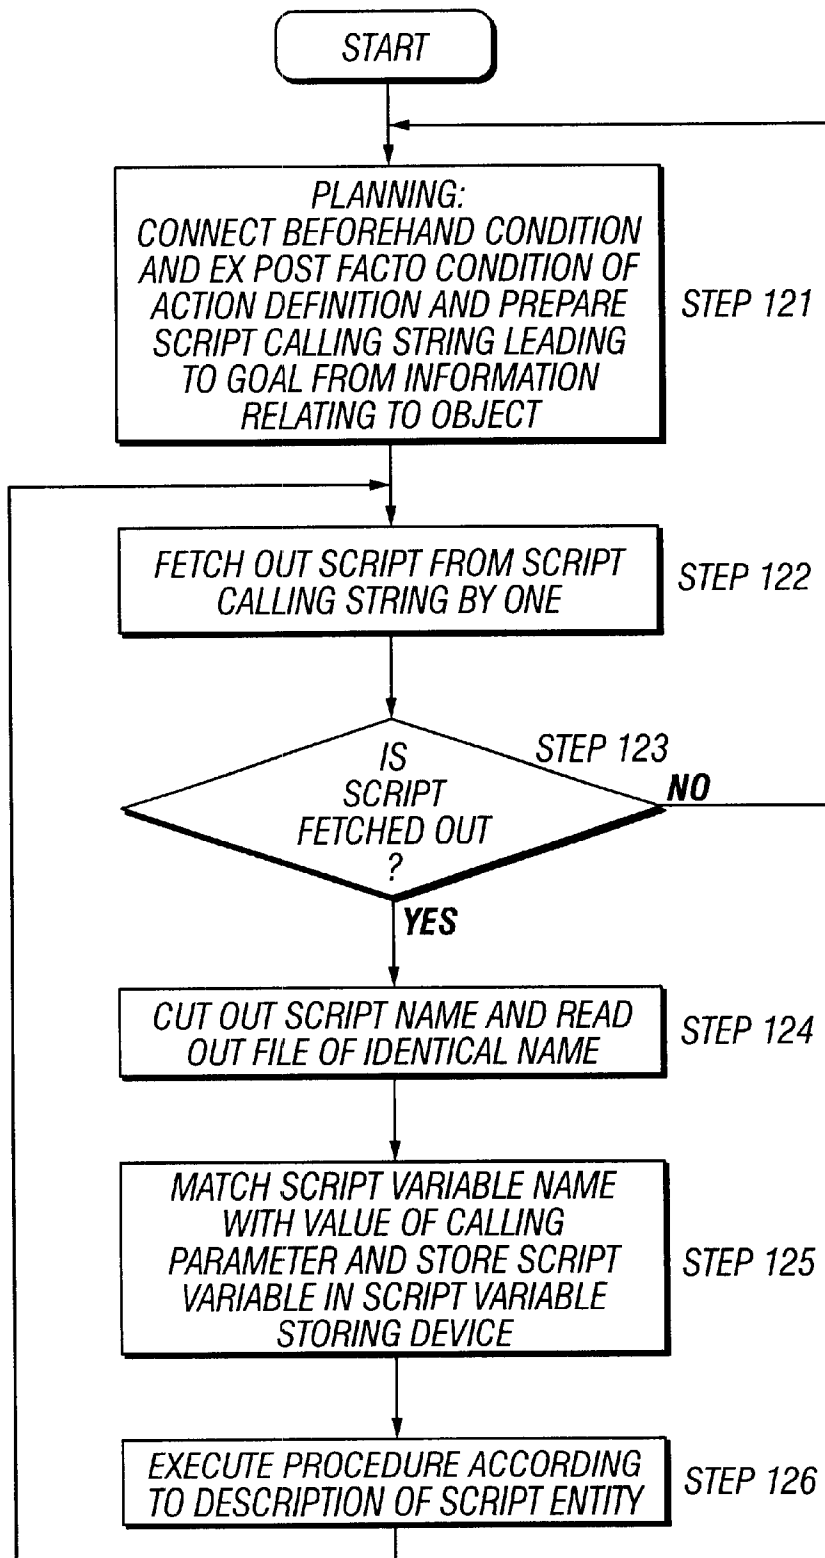 START
PLANNING:
CONNECT BEFOREHAND CONDITION
AND EX POST FACTO CONDITION OF
ACTION DEFINITION AND PREPARE
SCRIPT CALLING STRING LEADING
TO GOAL FROM INFORMATION
RELATING TO OBJECT
STEP 121
FETCH OUT SCRIPT FROM SCRIPT
CALLING STRING BY ONE
STEP 122
IS
SCRIPT
FETCHED OUT
?
STEP 123
NO
YES
CUT OUT SCRIPT NAME AND READ
OUT FILE OF IDENTICAL NAME
STEP 124
MATCH SCRIPT VARIABLE NAME
WITH VALUE OF CALLING
PARAMETER AND STORE SCRIPT
VARIABLE IN SCRIPT VARIABLE
STORING DEVICE
STEP 125
EXECUTE PROCEDURE ACCORDING
TO DESCRIPTION OF SCRIPT ENTITY
STEP 126